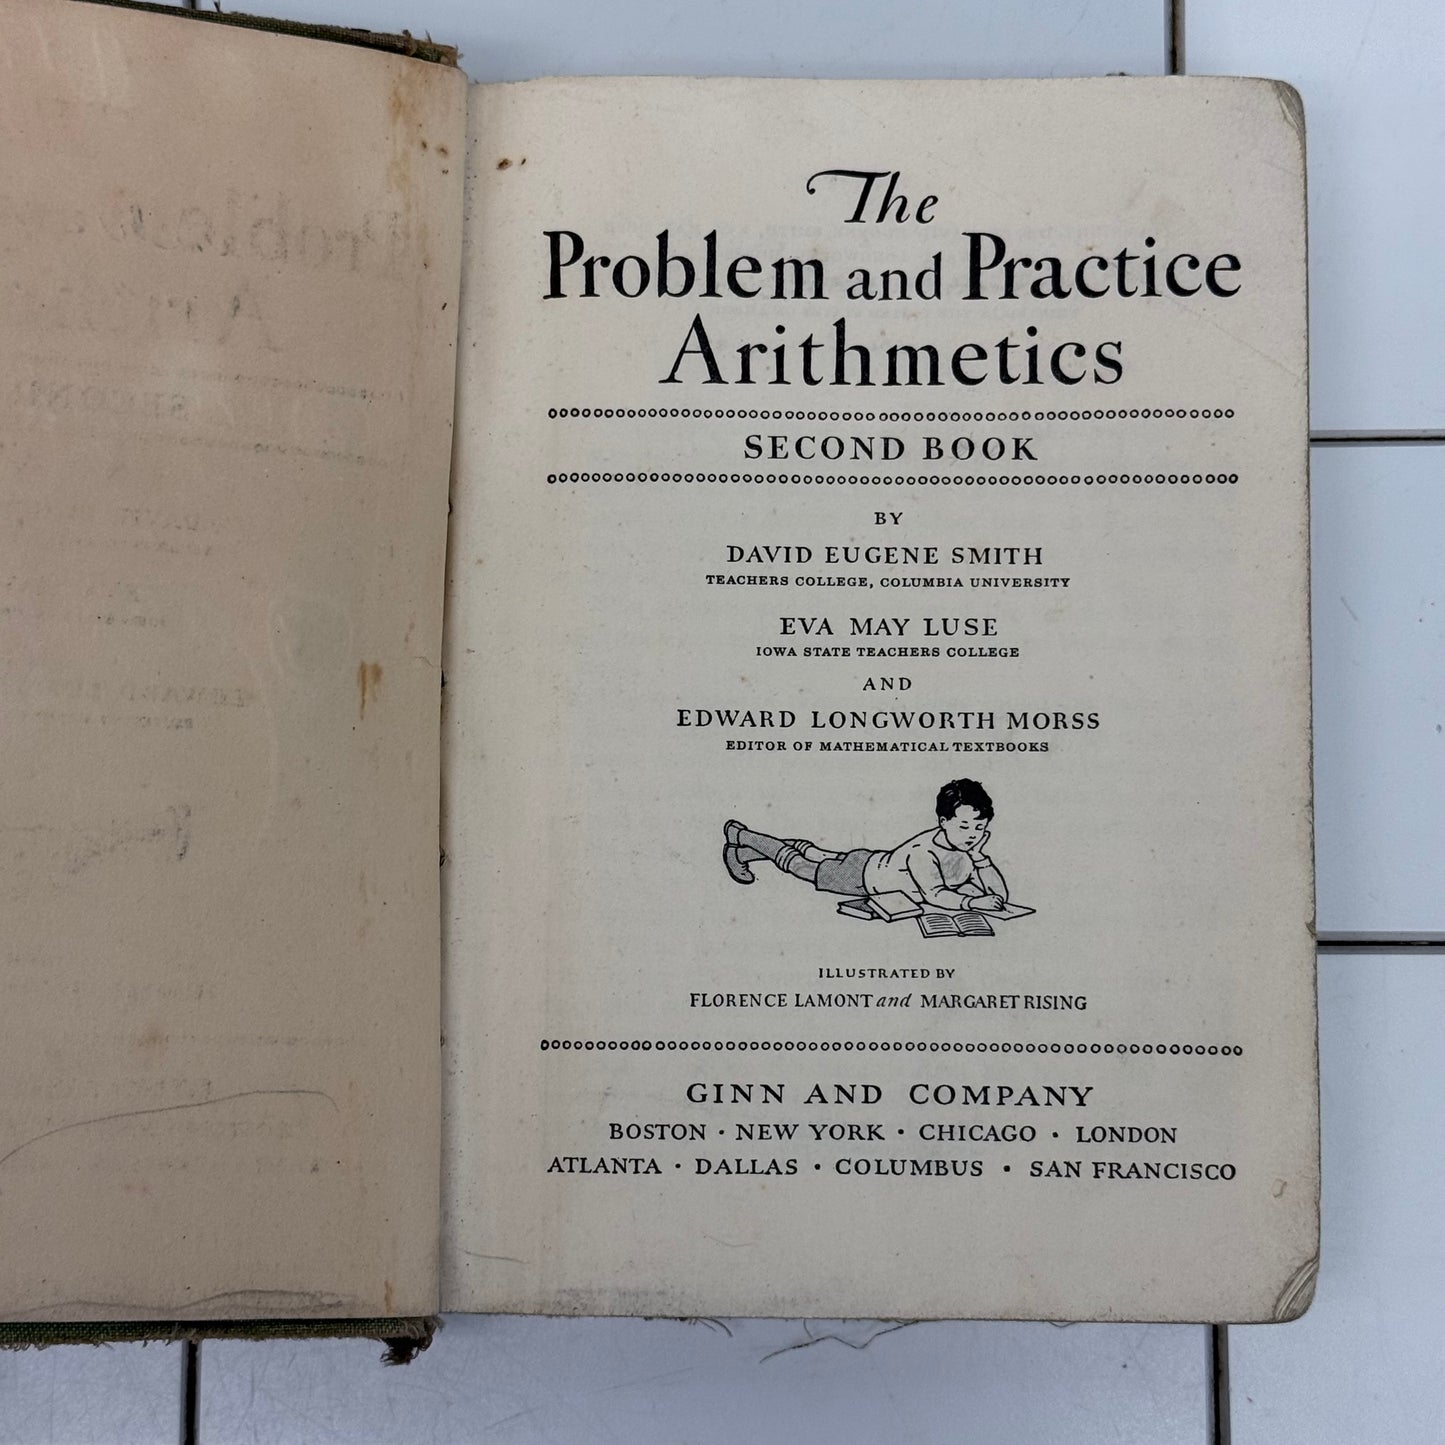 The
Problem and Practice
Arithmetics
SECOND BOOK
BY
DAVID EUGENE SMITH
TEACHERS COLLEGE, COLUMBIA UNIVERSITY
EVA MAY LUSE
IOWA STATE TEACHERS COLLEGE
AND
EDWARD LONGWORTH MORSS
EDITOR OF MATHEMATICAL TEXTBOOKS
ILLUSTRATED BY
FLORENCE LAMONT and MARGARET RISING
GINN AND COMPANY
BOSTON · NEW YORK · CHICAGO · LONDON
ATLANTA · DALLAS · COLUMBUS · SAN FRANCISCO